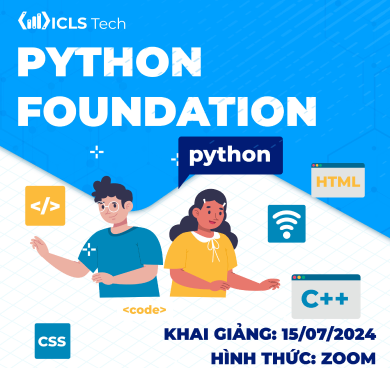 ICLS Tech
PYTHON
FOUNDATION
python
HTML
</>
C++
<code>
CSS
KHAI GIẢNG: 15/07/2024
HÌNH THỨC: ZOOM